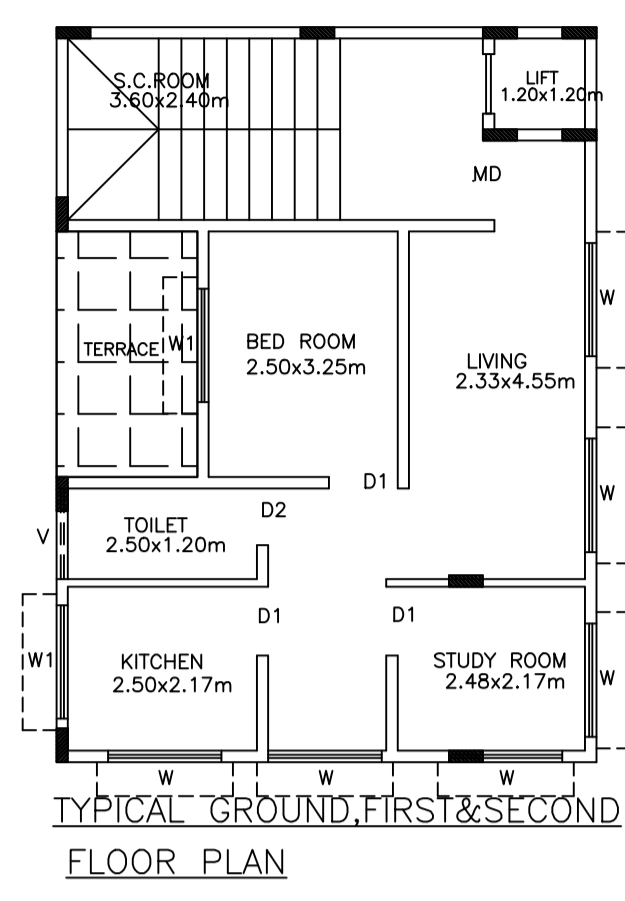 S.C.ROOM
3.60x2.40m
LIFT
1.20x1.20m
MD
W
TERRACE
W1
BED ROOM
2.50x3.25m
LIVING
2.33x4.55m
D1
W
D2
V
TOILET
2.50x1.20m
D1
D1
W1
KITCHEN
2.50x2.17m
STUDY ROOM
2.48x2.17m
W
W
W
W
TYPICAL GROUND,FIRST&SECOND
FLOOR PLAN